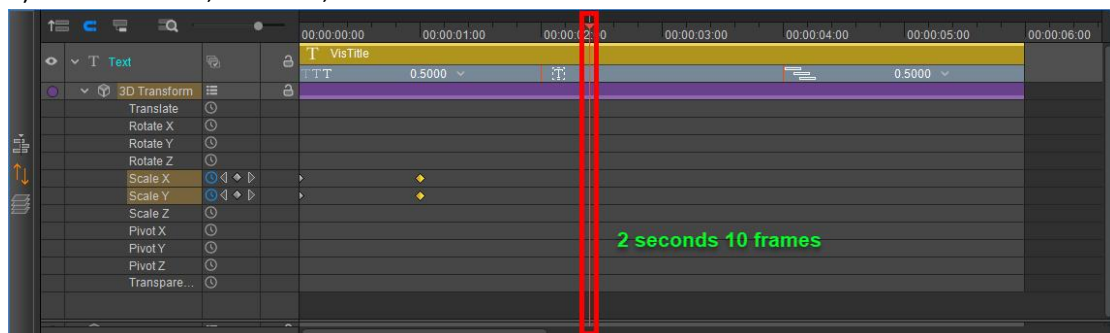 00:00:00:00 00:00:01:00 00:00:03:00 00:00:04:00 00:00:05:00 00:00:06:00
T VisTitle
T Text
TTT 0.5000 T 0.5000
3D Transform
Translate
Rotate X
Rotate Y
Rotate Z
Scale X
Scale Y
Scale Z
Pivot X
2 seconds 10 frames
Pivot Y
Pivot Z
Transpare...